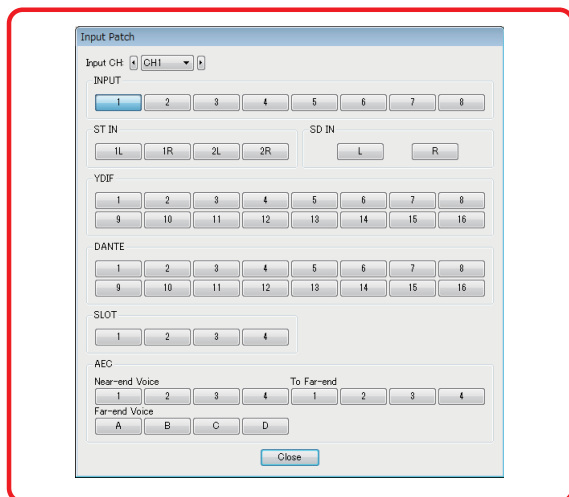 Input Patch
Input CH: CH1
INPUT
1 2 3 4 5 6 7 8
ST IN SD IN
1L 1R 2L 2R L R
YDIF
1 2 3 4 5 6 7 8
9 10 11 12 13 14 15 16
DANTE
1 2 3 4 5 6 7 8
9 10 11 12 13 14 15 16
SLOT
1 2 3 4
AEC
Near-end Voice To Far-end
1 2 3 4 1 2 3 4
Far-end Voice
A B C D
Close